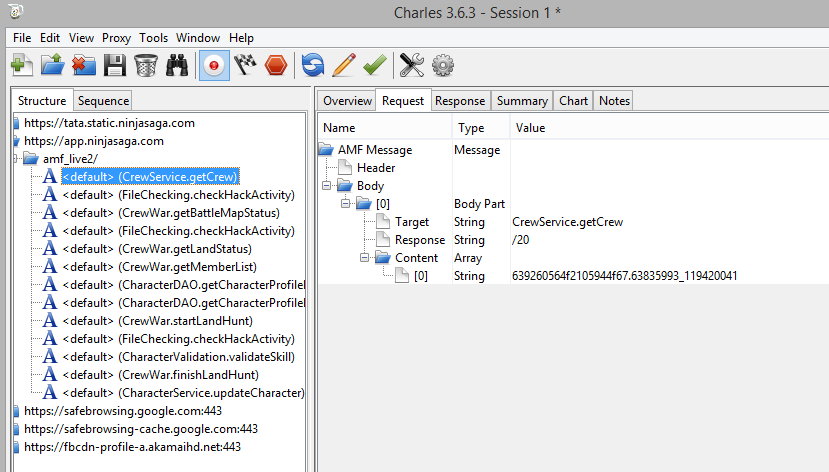 Charles 3.6.3 - Session 1 *
File Edit View Proxy Tools Window Help
Structure Sequence
https://tata.static.ninjasaga.com
https://app.ninjasaga.com
amf_live2/
<default> (CrewService.getCrew)
<default> (FileChecking.checkHackActivity)
<default> (CrewWar.getBattleMapStatus)
<default> (FileChecking.checkHackActivity)
<default> (CrewWar.getLandStatus)
<default> (CrewWar.getMemberList)
<default> (CharacterDAO.getCharacterProfile
<default> (CharacterDAO.getCharacterProfile
<default> (CrewWar.startLandHunt)
<default> (FileChecking.checkHackActivity)
<default> (CharacterValidation.validateSkill)
<default> (CrewWar.finishLandHunt)
<default> (CharacterService.updateCharacter)
https://safebrowsing.google.com:443
https://safebrowsing-cache.google.com:443
https://fbcdn-profile-a.akamaihd.net:443
Overview Request Response Summary Chart Notes
Name Type Value
AMF Message Message
Header
Body
[0] Body Part
Target String CrewService.getCrew
Response String /20
Content Array
[0] String 639260564f2105944f67.63835993_119420041